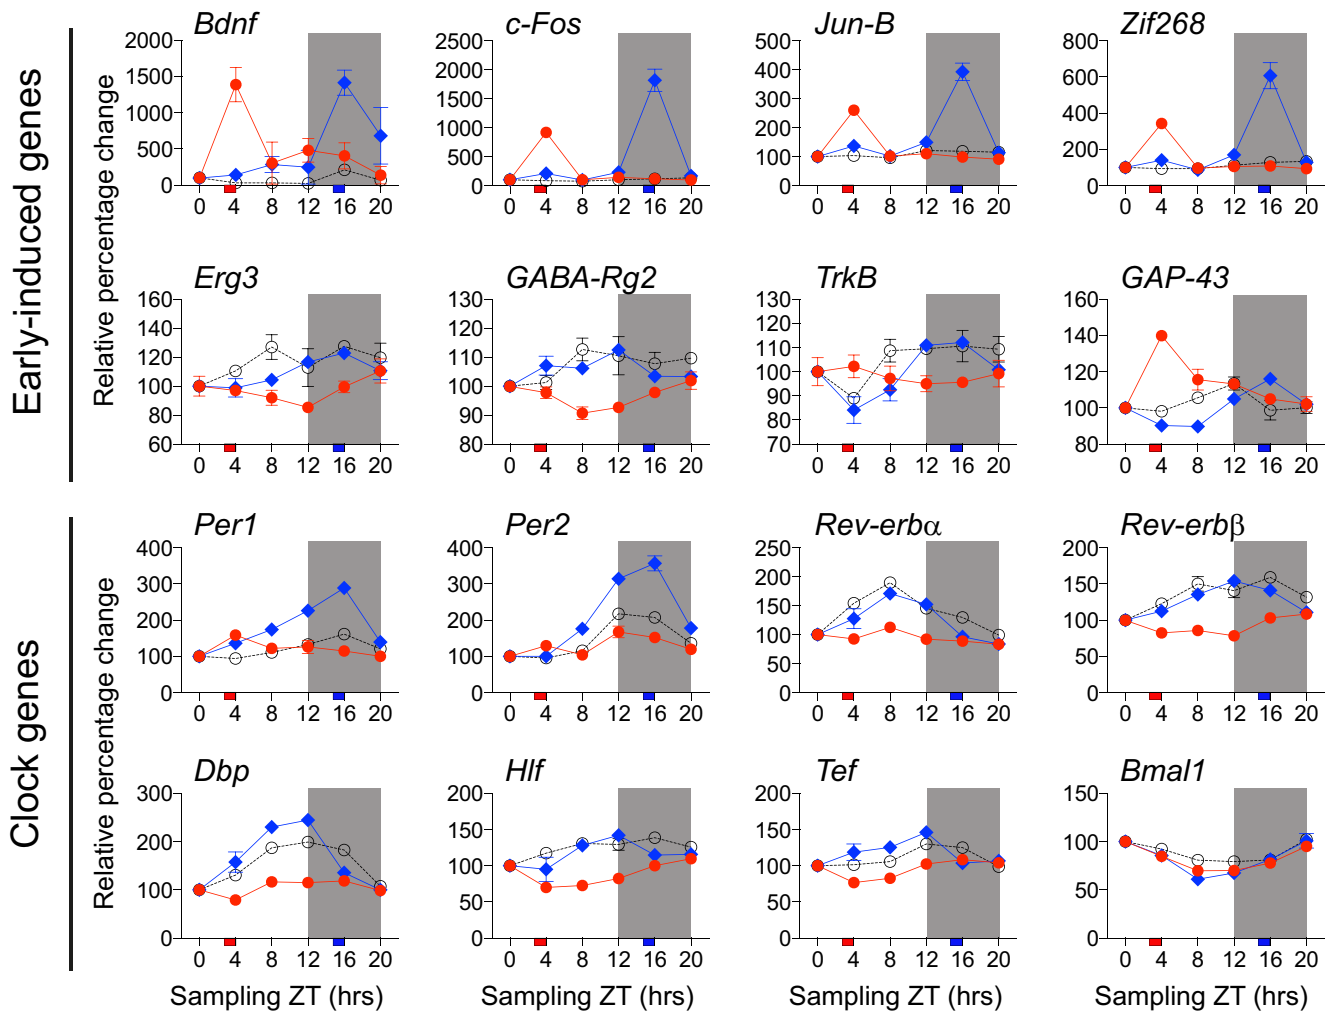 Early-induced genes
Relative percentage change
Bdnf
2000
1500
1000
500
0
0 4 8 12 16 20
c-Fos
2500
2000
1500
1000
500
0
0 4 8 12 16 20
Jun-B
500
400
300
200
100
0
0 4 8 12 16 20
Zif268
800
600
400
200
0
0 4 8 12 16 20
Relative percentage change
Erg3
160
140
120
100
80
60
0 4 8 12 16 20
GABA-Rg2
130
120
110
100
90
80
0 4 8 12 16 20
TrkB
130
120
110
100
90
80
70
0 4 8 12 16 20
GAP-43
160
140
120
100
80
0 4 8 12 16 20
Clock genes
Relative percentage change
Per1
400
300
200
100
0
0 4 8 12 16 20
Per2
400
300
200
100
0
0 4 8 12 16 20
Rev-erbα
250
200
150
100
50
0
0 4 8 12 16 20
Rev-erbβ
200
150
100
50
0
0 4 8 12 16 20
Relative percentage change
Dbp
300
200
100
0
0 4 8 12 16 20
Sampling ZT (hrs)
Hlf
200
150
100
50
0
0 4 8 12 16 20
Sampling ZT (hrs)
Tef
200
150
100
50
0
0 4 8 12 16 20
Sampling ZT (hrs)
Bmal1
150
100
50
0
0 4 8 12 16 20
Sampling ZT (hrs)